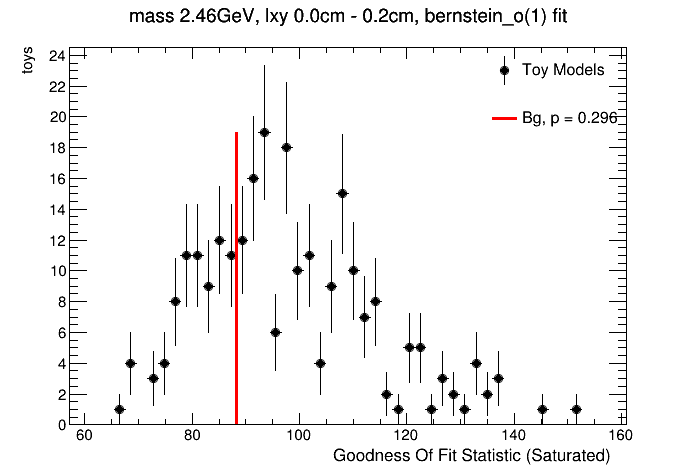 mass 2.46GeV, lxy 0.0cm - 0.2cm, bernstein_o(1) fit
toys
24
22
20
18
16
14
12
10
8
6
4
2
0
Toy Models
Bg, p = 0.296
60 80 100 120 140 160
Goodness Of Fit Statistic (Saturated)